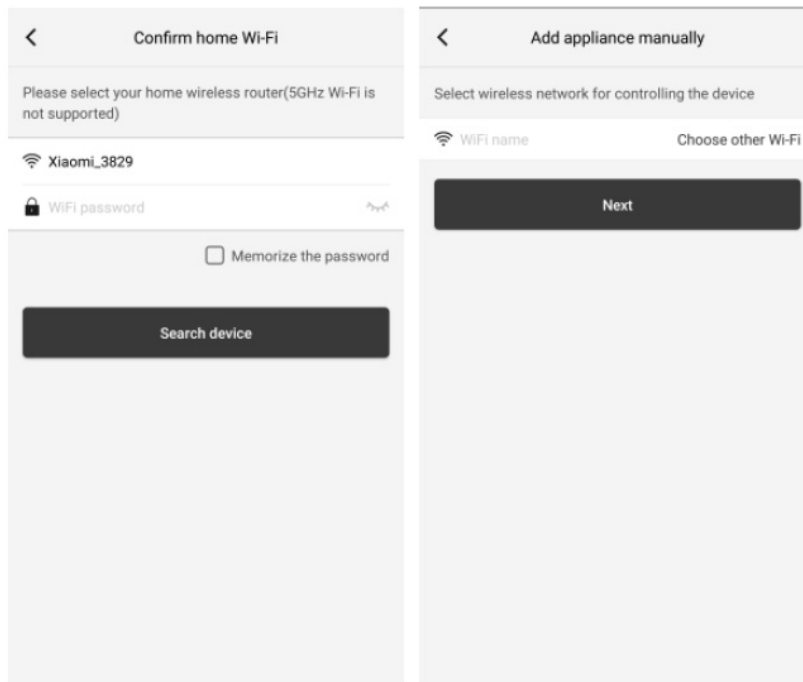 Confirm home Wi-Fi
Please select your home wireless router(5GHz Wi-Fi is
not supported)
Xiaomi_3829
WiFi password
Memorize the password
Search device
Add appliance manually
Select wireless network for controlling the device
WiFi name Choose other Wi-Fi
Next